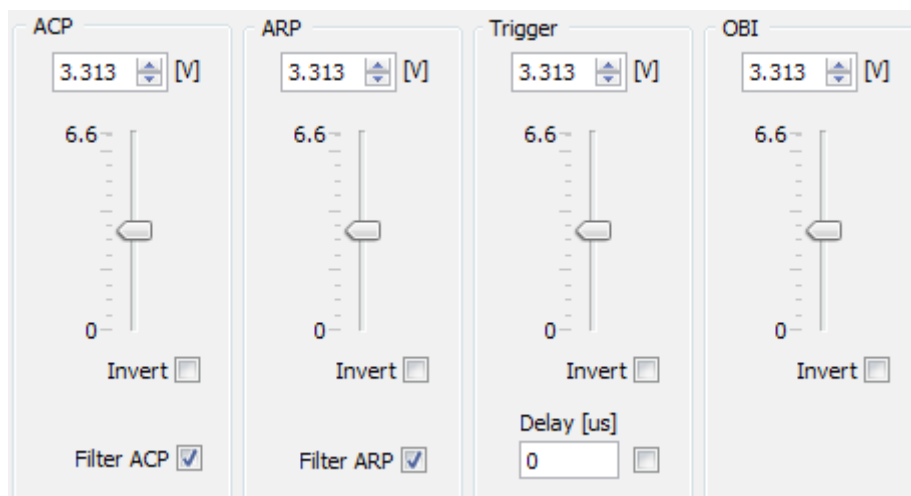 ACP
3.313 [V]
6.6
0
Invert
Filter ACP
ARP
3.313 [V]
6.6
0
Invert
Filter ARP
Trigger
3.313 [V]
6.6
0
Invert
Delay [us]
0
OBI
3.313 [V]
6.6
0
Invert